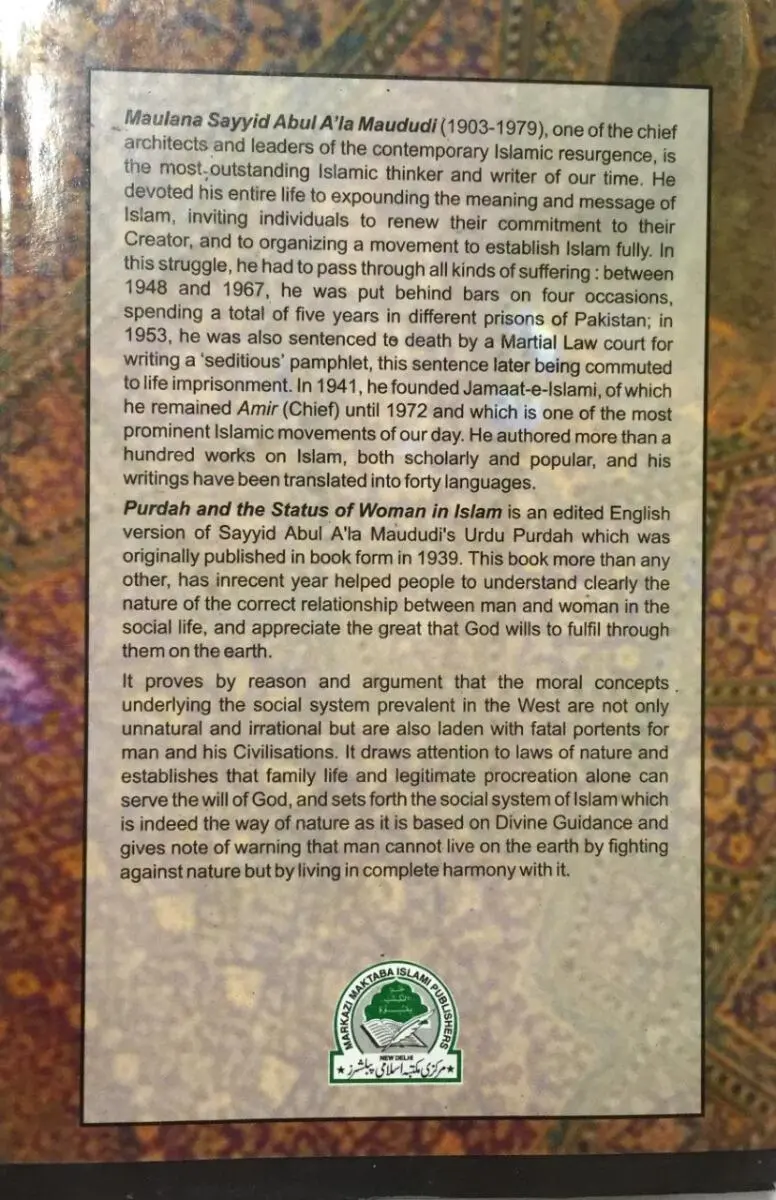 Maulana Sayyid Abul A'la Maududi (1903-1979), one of the chief
architects and leaders of the contemporary Islamic resurgence, is
the most outstanding Islamic thinker and writer of our time. He
devoted his entire life to expounding the meaning and message of
Islam, inviting individuals to renew their commitment to their
Creator, and to organizing a movement to establish Islam fully. In
this struggle, he had to pass through all kinds of suffering : between
1948 and 1967, he was put behind bars on four occasions,
spending a total of five years in different prisons of Pakistan; in
1953, he was also sentenced to death by a Martial Law court for
writing a ‘seditious’ pamphlet, this sentence later being commuted
to life imprisonment. In 1941, he founded Jamaat-e-Islami, of which
he remained Amir (Chief) until 1972 and which is one of the most
prominent Islamic movements of our day. He authored more than a
hundred works on Islam, both scholarly and popular, and his
writings have been translated into forty languages.
Purdah and the Status of Woman in Islam is an edited English
version of Sayyid Abul A'la Maududi's Urdu Purdah which was
originally published in book form in 1939. This book more than any
other, has inrecent year helped people to understand clearly the
nature of the correct relationship between man and woman in the
social life, and appreciate the great that God wills to fulfil through
them on the earth.
It proves by reason and argument that the moral concepts
underlying the social system prevalent in the West are not only
unnatural and irrational but are also laden with fatal portents for
man and his Civilisations. It draws attention to laws of nature and
establishes that family life and legitimate procreation alone can
serve the will of God, and sets forth the social system of Islam which
is indeed the way of nature as it is based on Divine Guidance and
gives note of warning that man cannot live on the earth by fighting
against nature but by living in complete harmony with it.
MARKAZI MAKTABA ISLAMI PUBLISHERS
NEW DELHI
مرکزی مکتبہ اسلامی پبلشرز